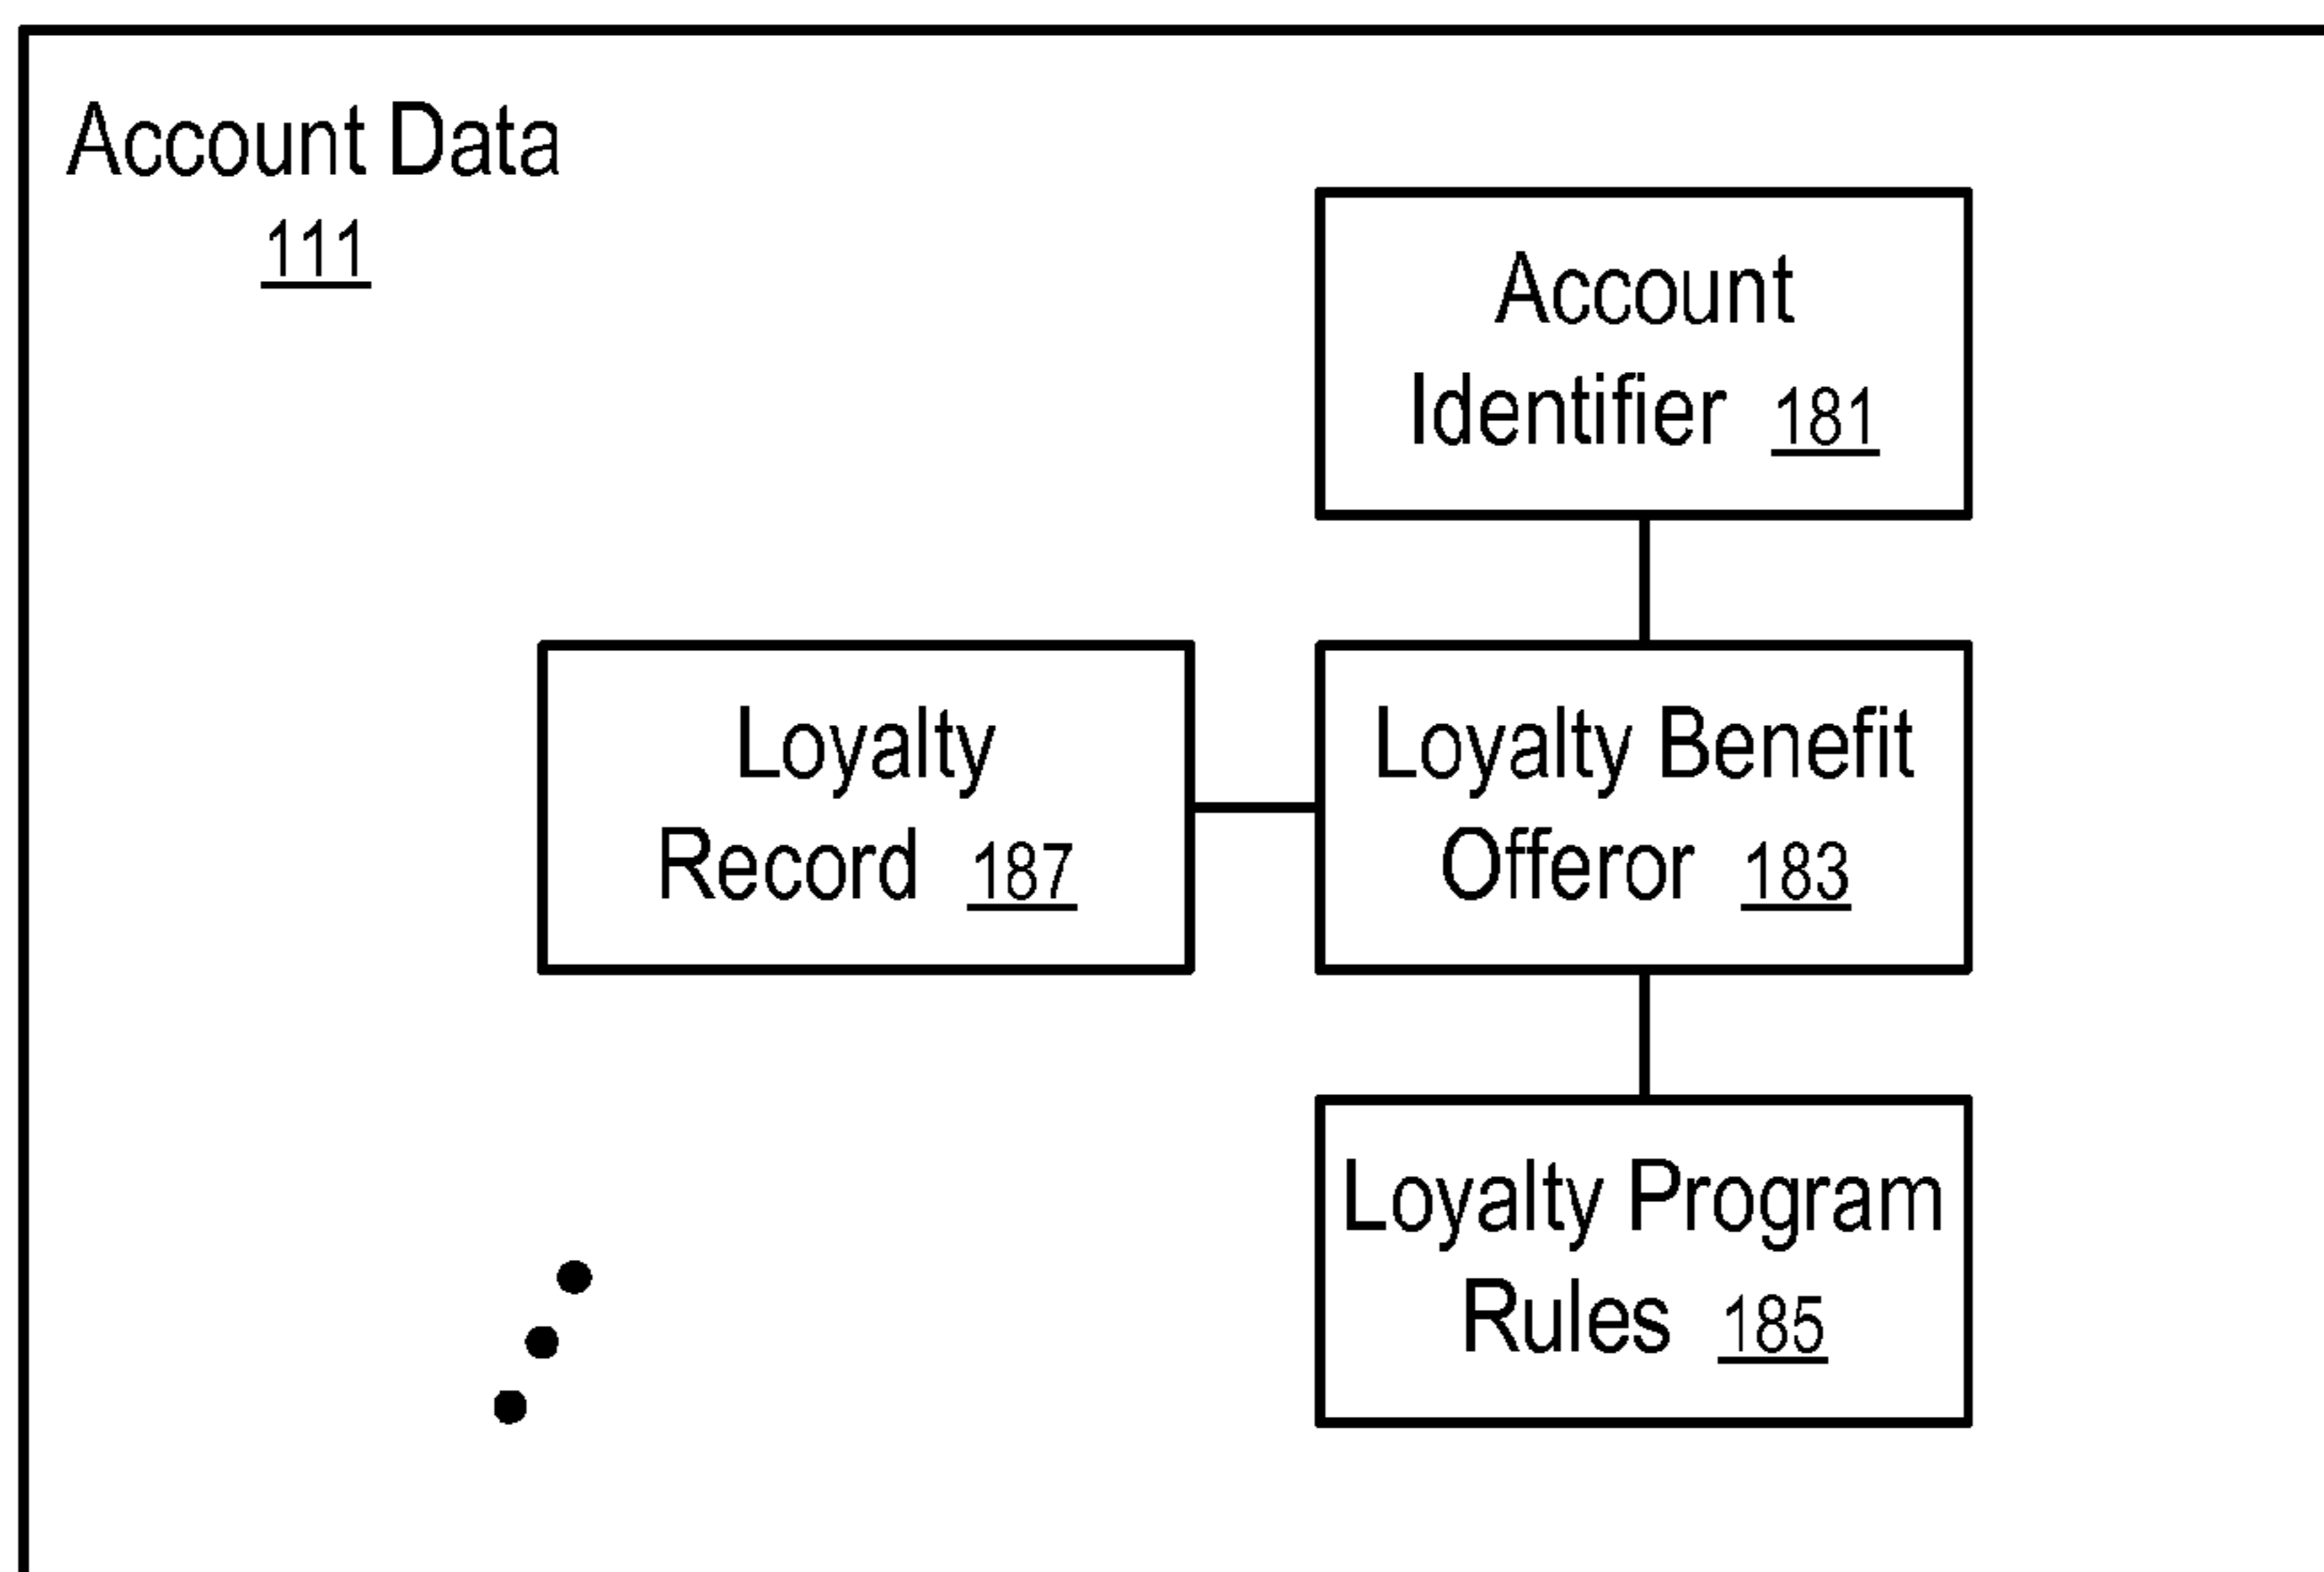 Account Data
111
Account
Identifier 181
Loyalty
Record 187
Loyalty Benefit
Offeror 183
Loyalty Program
Rules 185